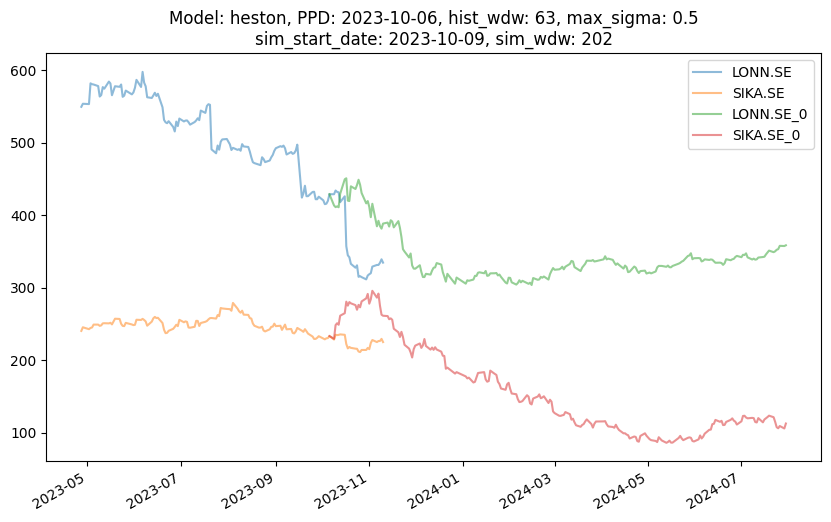 Model: heston, PPD: 2023-10-06, hist_wdw: 63, max_sigma: 0.5
sim_start_date: 2023-10-09, sim_wdw: 202
LONN.SE
SIKA.SE
LONN.SE_0
SIKA.SE_0
600
500
400
300
200
100
2023-05
2023-07
2023-09
2023-11
2024-01
2024-03
2024-05
2024-07